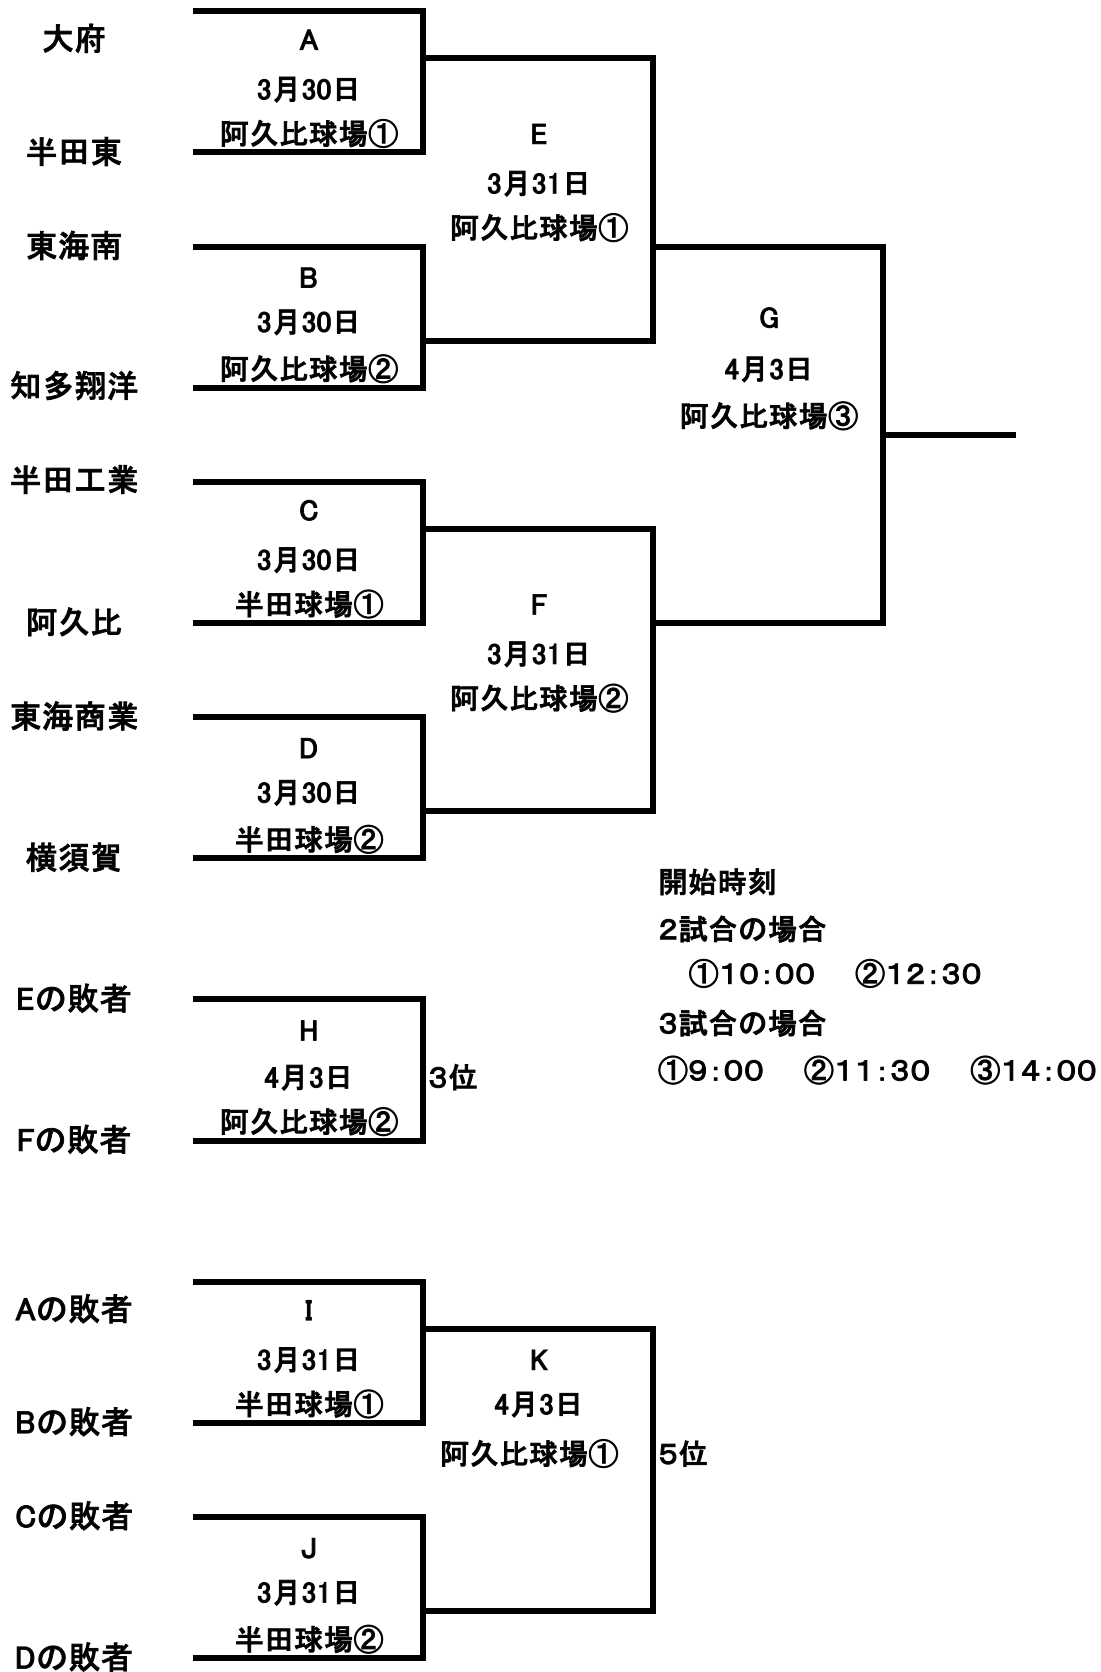 大府
A
3月30日
阿久比球場①
半田東
E
3月31日
阿久比球場①
東海南
B
3月30日
阿久比球場②
知多翔洋
G
4月3日
阿久比球場③
半田工業
C
3月30日
半田球場①
阿久比
F
3月31日
阿久比球場②
東海商業
D
3月30日
半田球場②
横須賀
開始時刻
2試合の場合
①10:00 ②12:30
3試合の場合
①9:00 ②11:30 ③14:00
Eの敗者
H
4月3日
阿久比球場②
3位
Fの敗者
Aの敗者
I
3月31日
半田球場①
Bの敗者
K
4月3日
阿久比球場①
5位
Cの敗者
J
3月31日
半田球場②
Dの敗者